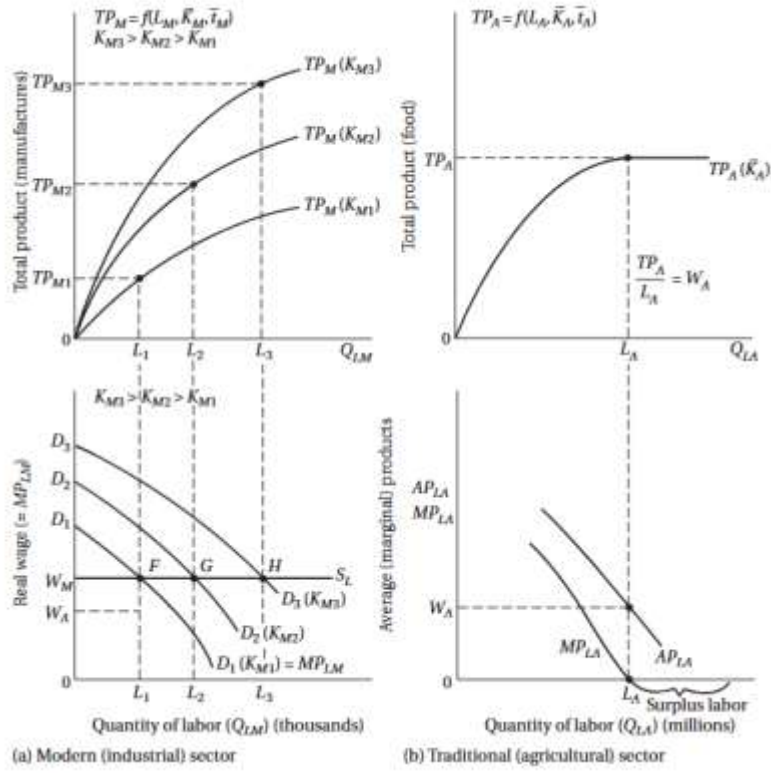 TP_M = f(L_M, K̄_M, t̄_M)
K_M3 > K_M2 > K_M1
Total product (manufactures)
TP_M3
TP_M2
TP_M1
0
TP_M (K_M3)
TP_M (K_M2)
TP_M (K_M1)
L_1 L_2 L_3 Q_LM
TP_A = f(L_A, K̄_A, t̄_A)
Total product (food)
TP_A
0
TP_A (K̄_A)
TP_A
L_A
= W_A
L_A Q_LA
K_M3 > K_M2 > K_M1
Real wage (= MP_LM)
D_3
D_2
D_1
W_M
W_A
0
F G H
S_L
D_3 (K_M3)
D_2 (K_M2)
D_1 (K_M1) = MP_LM
L_1 L_2 L_3
Quantity of labor (Q_LM) (thousands)
(a) Modern (industrial) sector
Average (marginal) products
AP_LA
MP_LA
W_A
0
MP_LA
AP_LA
L_A
Surplus labor
Quantity of labor (Q_LA) (millions)
(b) Traditional (agricultural) sector